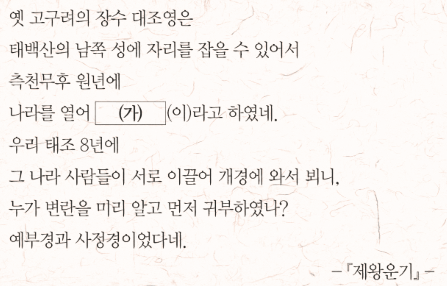 옛 고구려의 장수 대조영은
태백산의 남쪽 성에 자리를 잡을 수 있어서
측천무후 원년에
나라를 열어 (가) (이)라고 하였네.
우리 태조 8년에
그 나라 사람들이 서로 이끌어 개경에 와서 뵈니,
누가 변란을 미리 알고 먼저 귀부하였나?
예부경과 사정경이었다네.
-『제왕운기』-